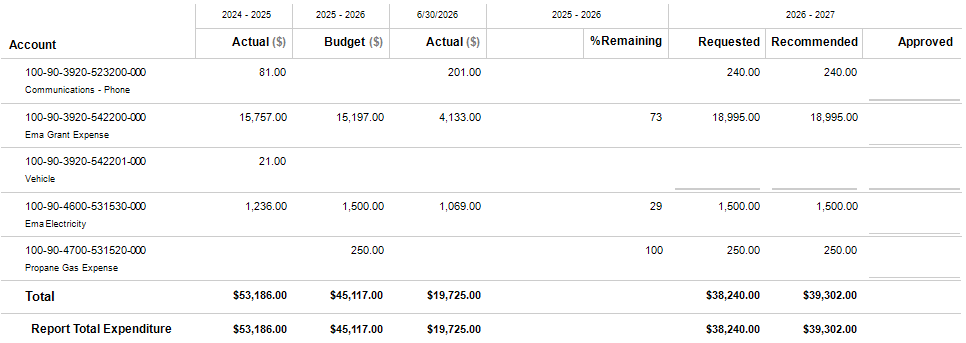 2024 - 2025 2025 - 2026 6/30/2026 2025 - 2026 2026 - 2027
Account Actual ($) Budget ($) Actual ($) %Remaining Requested Recommended Approved
100-90-3920-523200-000 81.00 201.00 240.00 240.00
Communications - Phone
100-90-3920-542200-000 15,757.00 15,197.00 4,133.00 73 18,995.00 18,995.00
Ema Grant Expense
100-90-3920-542201-000 21.00
Vehicle
100-90-4600-531530-000 1,236.00 1,500.00 1,069.00 29 1,500.00 1,500.00
Ema Electricity
100-90-4700-531520-000 250.00 100 250.00 250.00
Propane Gas Expense
Total $53,186.00 $45,117.00 $19,725.00 $38,240.00 $39,302.00
Report Total Expenditure $53,186.00 $45,117.00 $19,725.00 $38,240.00 $39,302.00